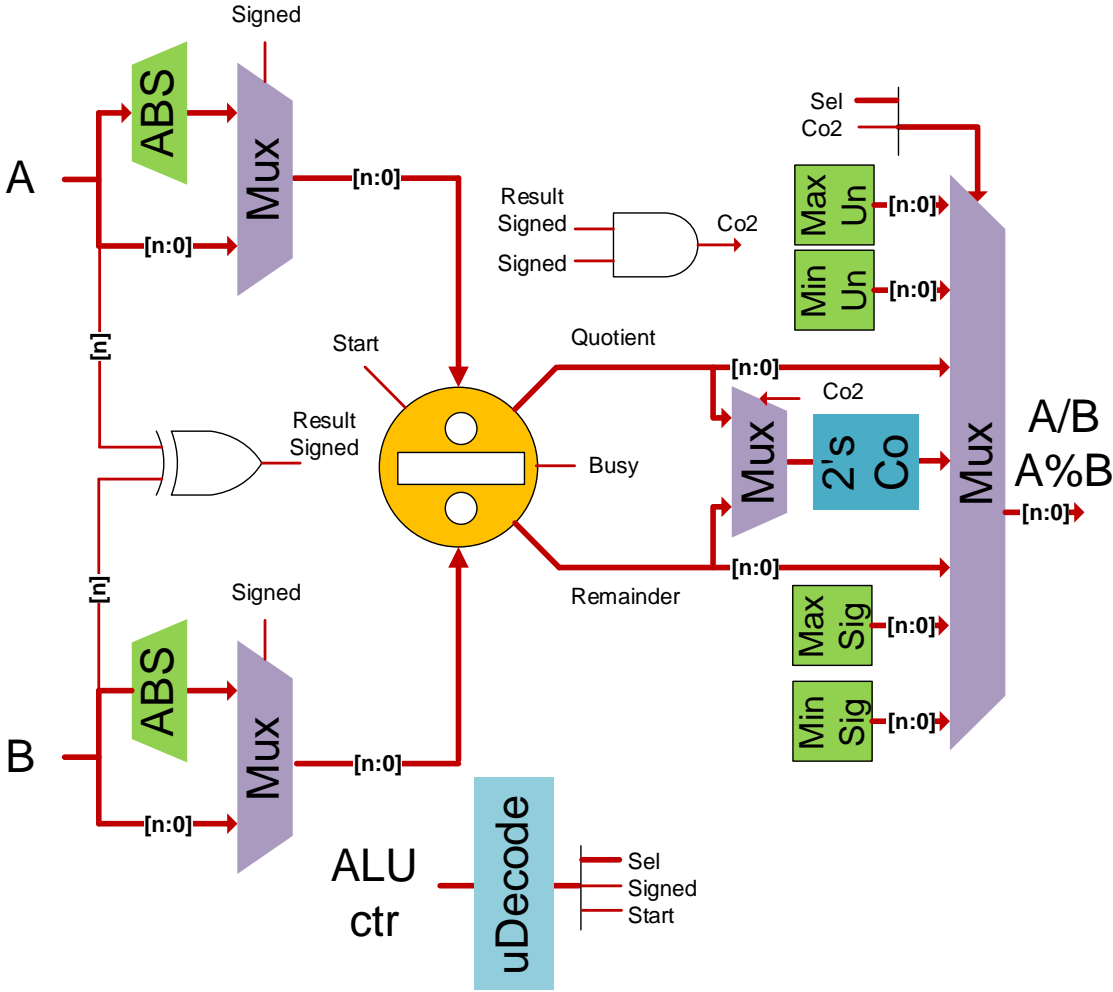 Signed
ABS
Mux
A
[n:0]
[n:0]
[n]
Sel
Co2
Max
Un
[n:0]
Min
Un
[n:0]
Result
Signed
Signed
Co2
Start
Quotient
[n:0]
Co2
Mux
2's
Co
Mux
A/B
A%B
[n:0]
Result
Signed
Busy
[n:0]
Remainder
Max
Sig
[n:0]
Min
Sig
[n:0]
[n]
Signed
ABS
Mux
B
[n:0]
[n:0]
ALU
ctr
uDecode
Sel
Signed
Start